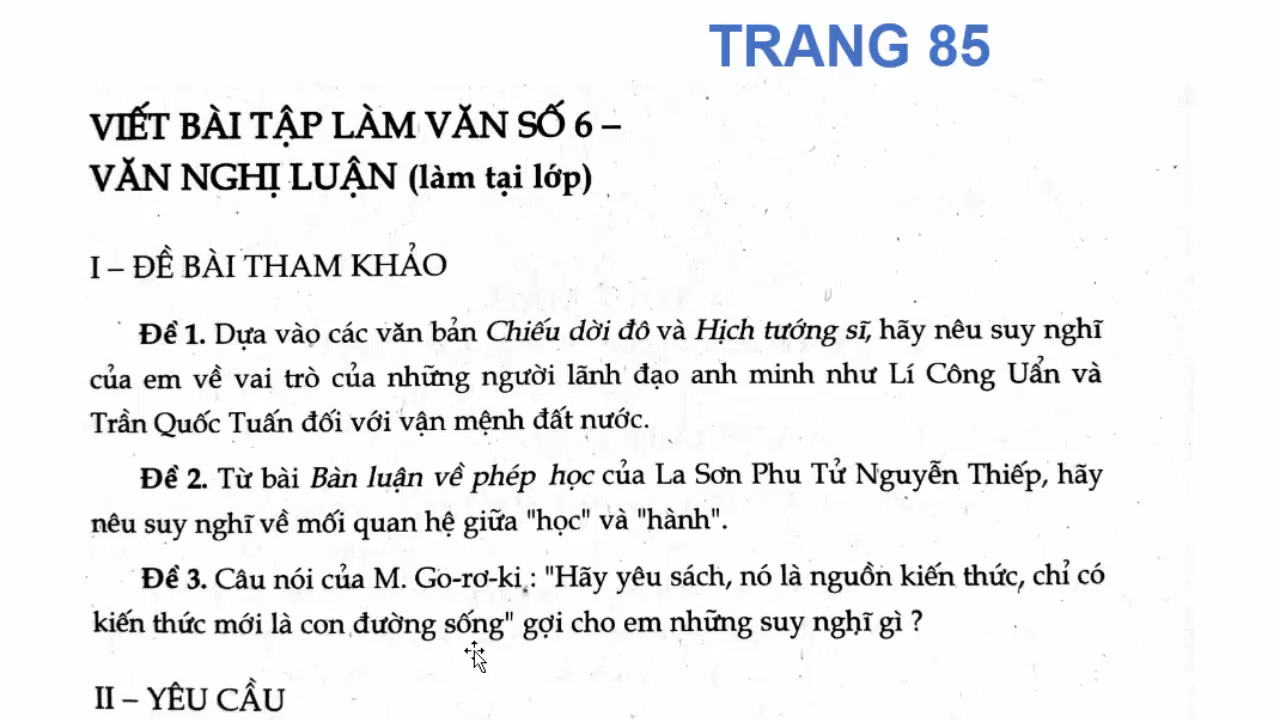 TRANG 85
VIẾT BÀI TẬP LÀM VĂN SỐ 6 –
VĂN NGHỊ LUẬN (làm tại lớp)
I – ĐỀ BÀI THAM KHẢO
Đề 1. Dựa vào các văn bản Chiếu dời đô và Hịch tướng sĩ, hãy nêu suy nghĩ
của em về vai trò của những người lãnh đạo anh minh như Lí Công Uẩn và
Trần Quốc Tuấn đối với vận mệnh đất nước.
Đề 2. Từ bài Bàn luận về phép học của La Sơn Phu Tử Nguyễn Thiếp, hãy
nêu suy nghĩ về mối quan hệ giữa "học" và "hành".
Đề 3. Câu nói của M. Go-rơ-ki : "Hãy yêu sách, nó là nguồn kiến thức, chỉ có
kiến thức mới là con đường sống" gợi cho em những suy nghĩ gì ?
II – YÊU CẦU